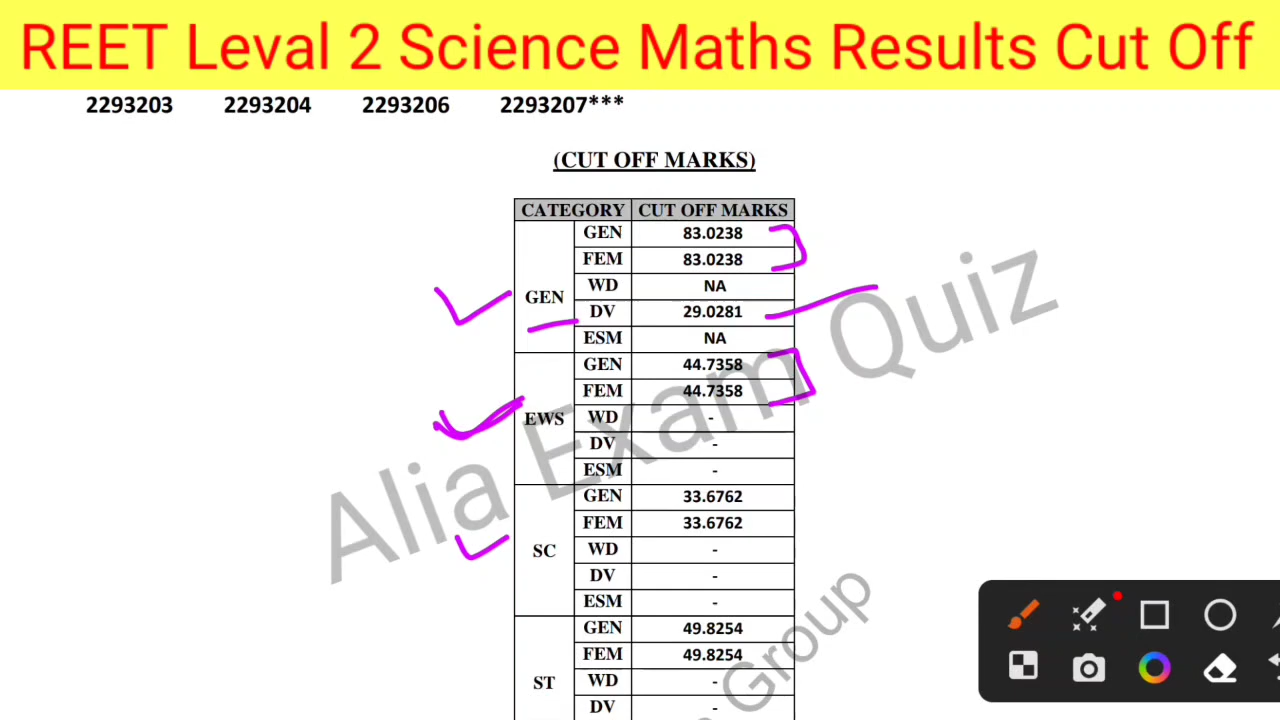 REET Leval 2 Science Maths Results Cut Off
2293203 2293204 2293206 2293207***
(CUT OFF MARKS)
CATEGORY CUT OFF MARKS
GEN GEN 83.0238
FEM 83.0238
WD NA
DV 29.0281
ESM NA
EWS GEN 44.7358
FEM 44.7358
WD -
DV -
ESM -
SC GEN 33.6762
FEM 33.6762
WD -
DV -
ESM -
ST GEN 49.8254
FEM 49.8254
WD -
DV -
Alia Exam Quiz
Group